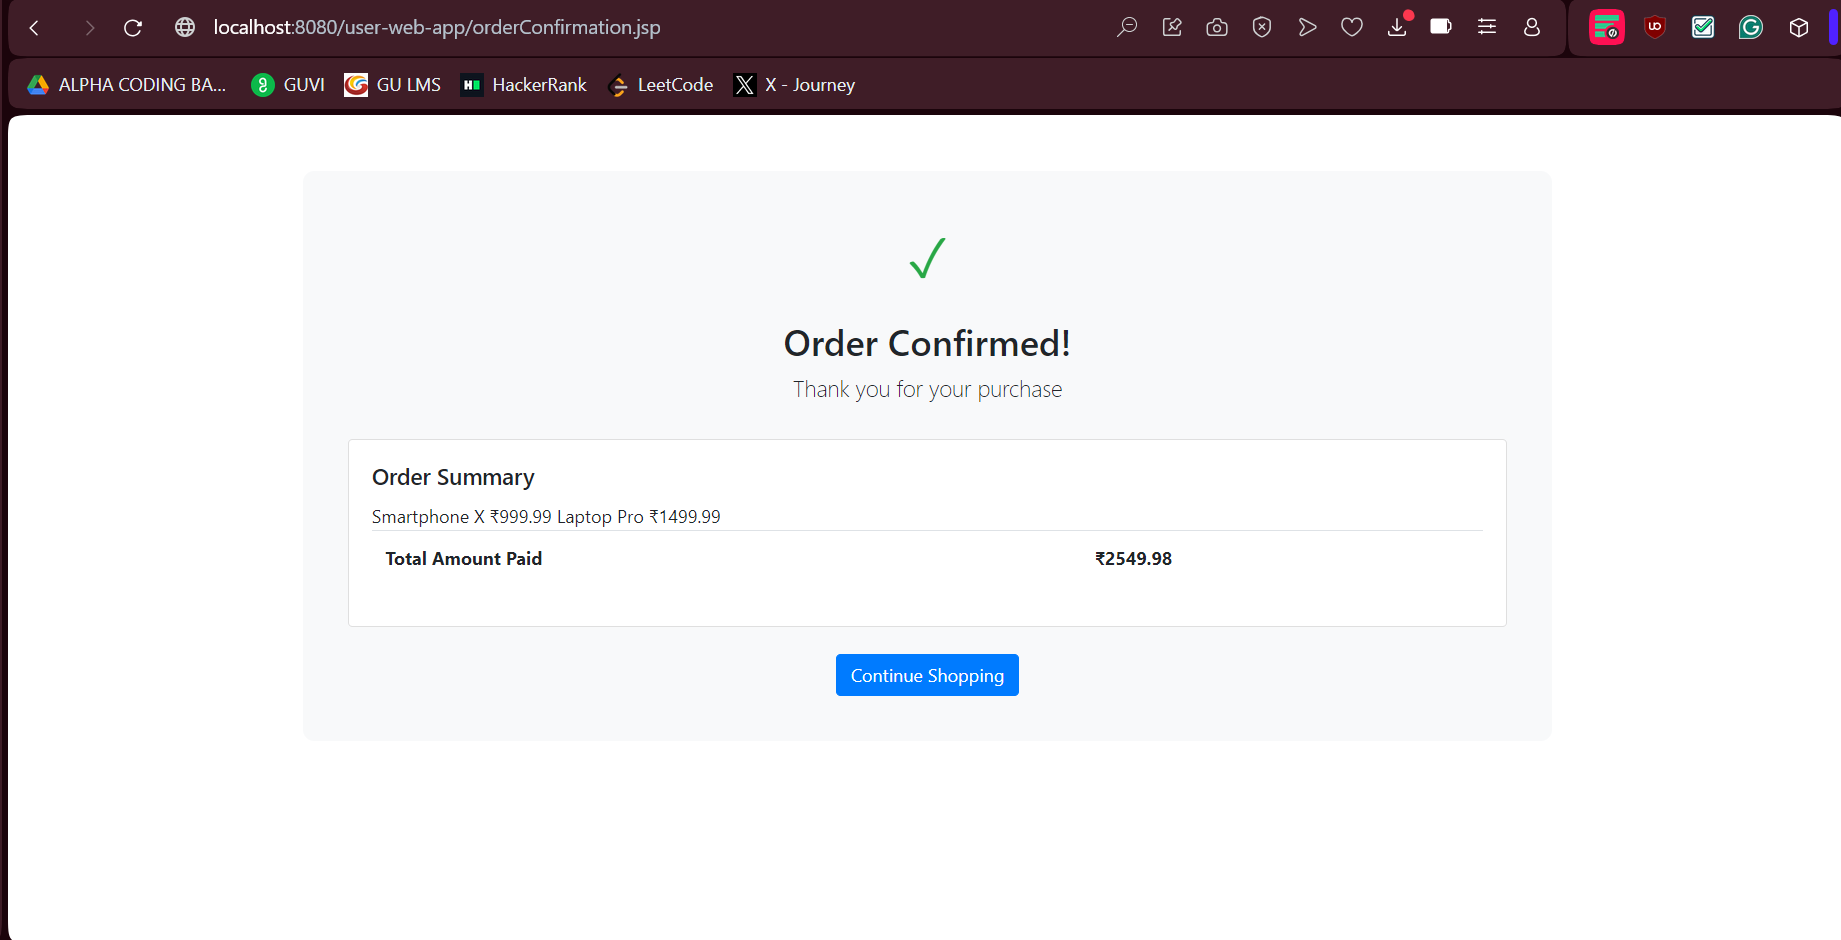 localhost:8080/user-web-app/orderConfirmation.jsp
ALPHA CODING BA... GUVI GU LMS HackerRank LeetCode X - Journey
Order Confirmed!
Thank you for your purchase
Order Summary
Smartphone X ₹999.99 Laptop Pro ₹1499.99
Total Amount Paid ₹2549.98
Continue Shopping